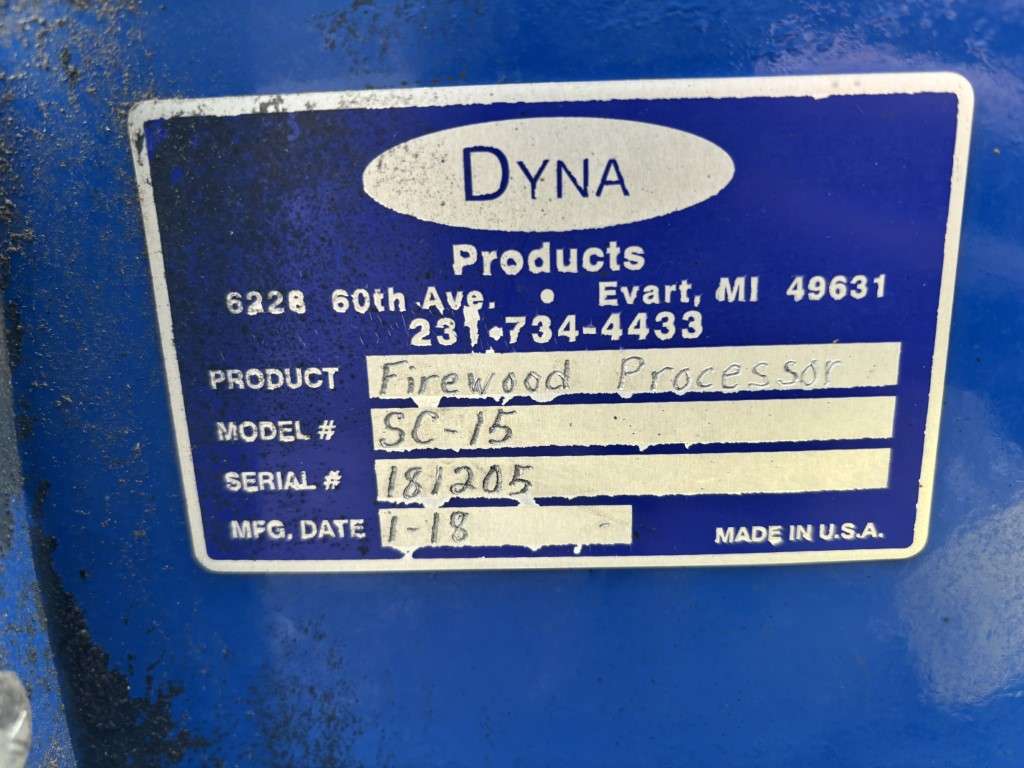 DYNA
Products
6228 60th Ave. • Evart, MI 49631
231-734-4433
PRODUCT Firewood Processor
MODEL # SC-15
SERIAL # 181205
MFG. DATE 1-18
MADE IN U.S.A.